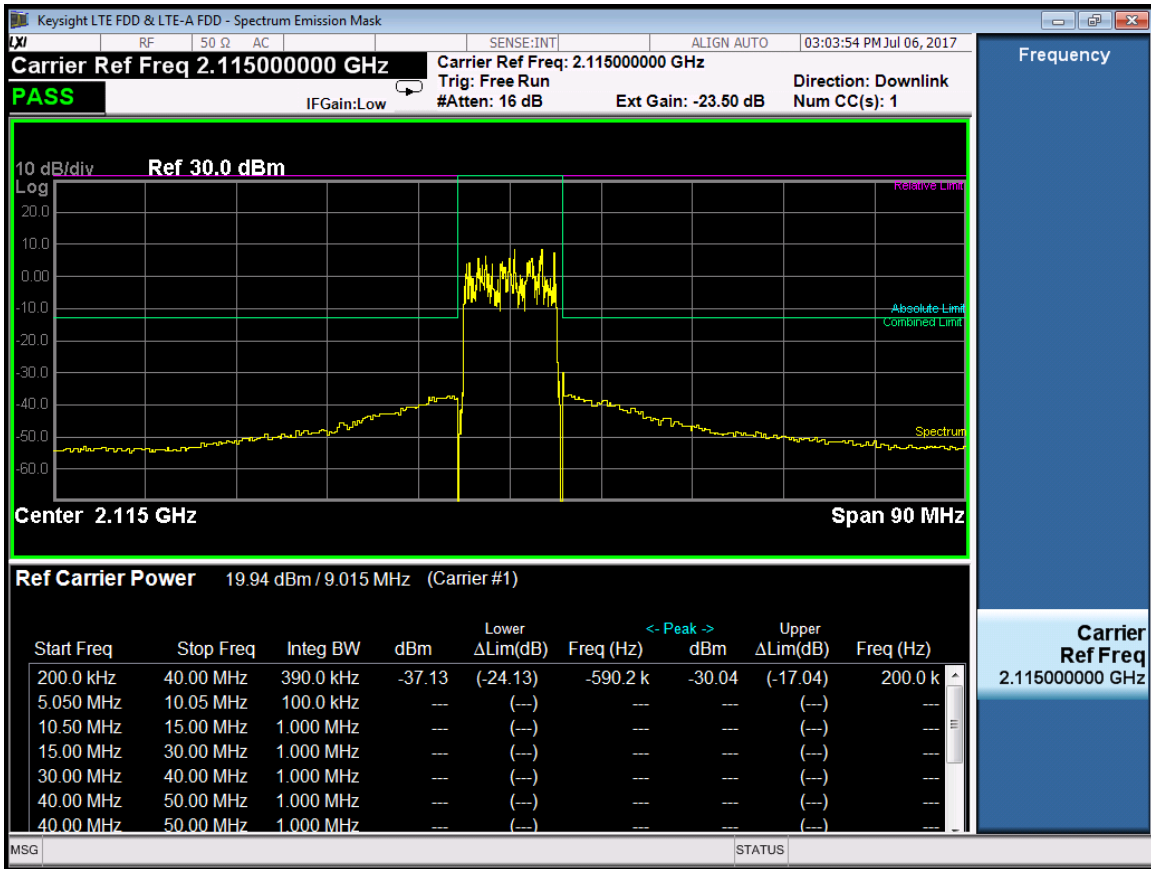 Keysight LTE FDD & LTE-A FDD - Spectrum Emission Mask
LXI RF 50 Ω AC SENSE:INT ALIGN AUTO 03:03:54 PM Jul 06, 2017
Carrier Ref Freq 2.115000000 GHz
Carrier Ref Freq: 2.115000000 GHz
Trig: Free Run Direction: Downlink
PASS IFGain:Low #Atten: 16 dB Ext Gain: -23.50 dB Num CC(s): 1
10 dB/div Ref 30.0 dBm
Log
Relative Limit
20.0
10.0
0.00
-10.0
Absolute Limit
Combined Limit
-20.0
-30.0
-40.0
-50.0
Spectrum
-60.0
Center 2.115 GHz Span 90 MHz
Ref Carrier Power 19.94 dBm / 9.015 MHz (Carrier #1)
Lower <- Peak -> Upper
Start Freq Stop Freq Integ BW dBm ΔLim(dB) Freq (Hz) dBm ΔLim(dB) Freq (Hz)
200.0 kHz 40.00 MHz 390.0 kHz -37.13 (-24.13) -590.2 k -30.04 (-17.04) 200.0 k
5.050 MHz 10.05 MHz 100.0 kHz --- (---) --- --- (---) ---
10.50 MHz 15.00 MHz 1.000 MHz --- (---) --- --- (---) ---
15.00 MHz 30.00 MHz 1.000 MHz --- (---) --- --- (---) ---
30.00 MHz 40.00 MHz 1.000 MHz --- (---) --- --- (---) ---
40.00 MHz 50.00 MHz 1.000 MHz --- (---) --- --- (---) ---
40.00 MHz 50.00 MHz 1.000 MHz --- (---) --- --- (---) ---
MSG STATUS
Frequency
Carrier
Ref Freq
2.115000000 GHz